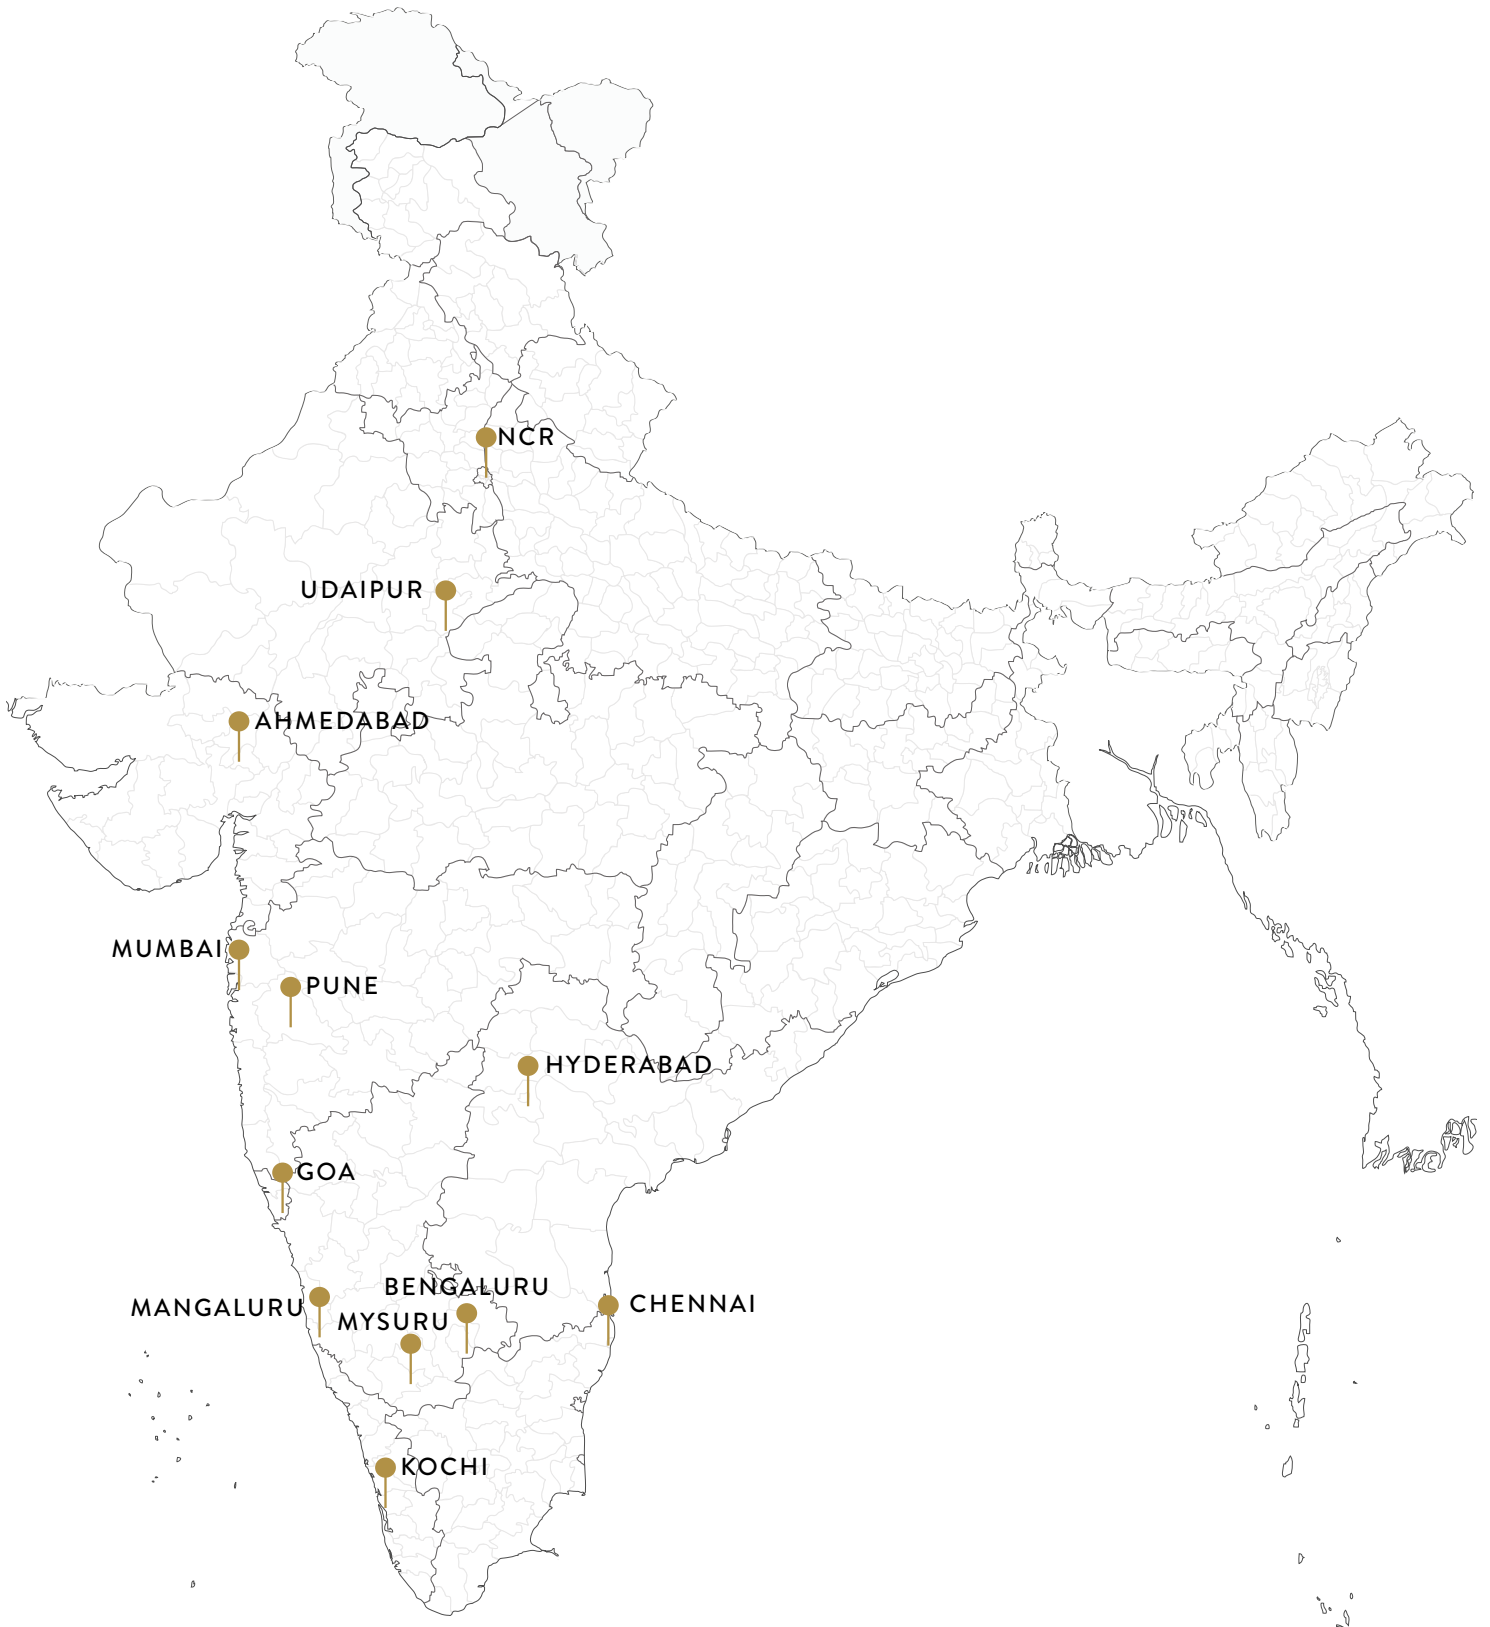 NCR
UDAIPUR
AHMEDABAD
MUMBAI
PUNE
HYDERABAD
GOA
BENGALURU
MANGALURU
CHENNAI
MYSURU
KOCHI